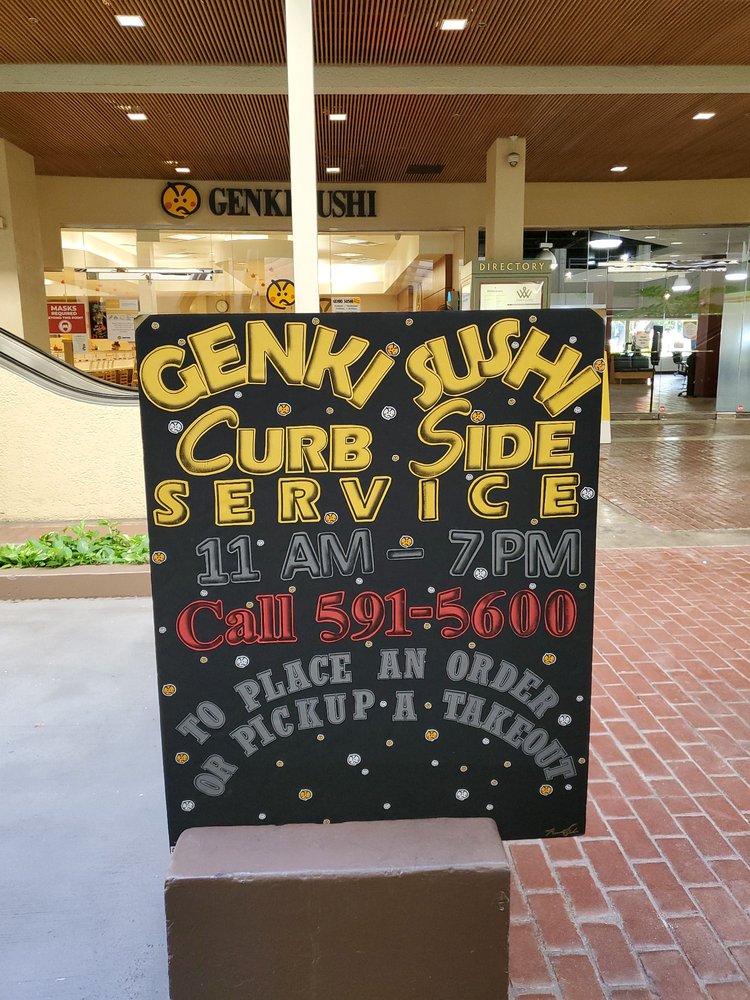 GENKI SUSHI
DIRECTORY
MASKS
REQUIRED
GENKI SUSHI
CURB SIDE
SERVICE
11 AM – 7 PM
Call 591-5600
TO PLACE AN ORDER
OR PICKUP A TAKEOUT